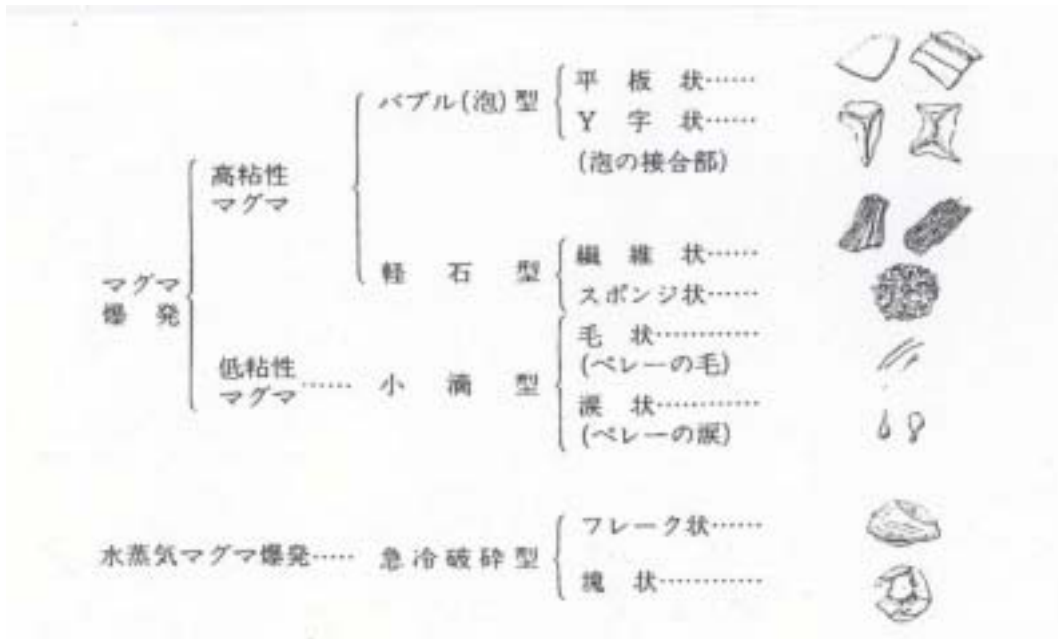 マグマ
爆発
高粘性
マグマ
バブル(泡)型
平板状……
Y字状……
(泡の接合部)
軽石型
繊維状……
スポンジ状……
低粘性
マグマ……
小滴型
毛状…………
(ペレーの毛)
涙状…………
(ペレーの涙)
水蒸気マグマ爆発……
急冷破砕型
フレーク状……
塊状…………